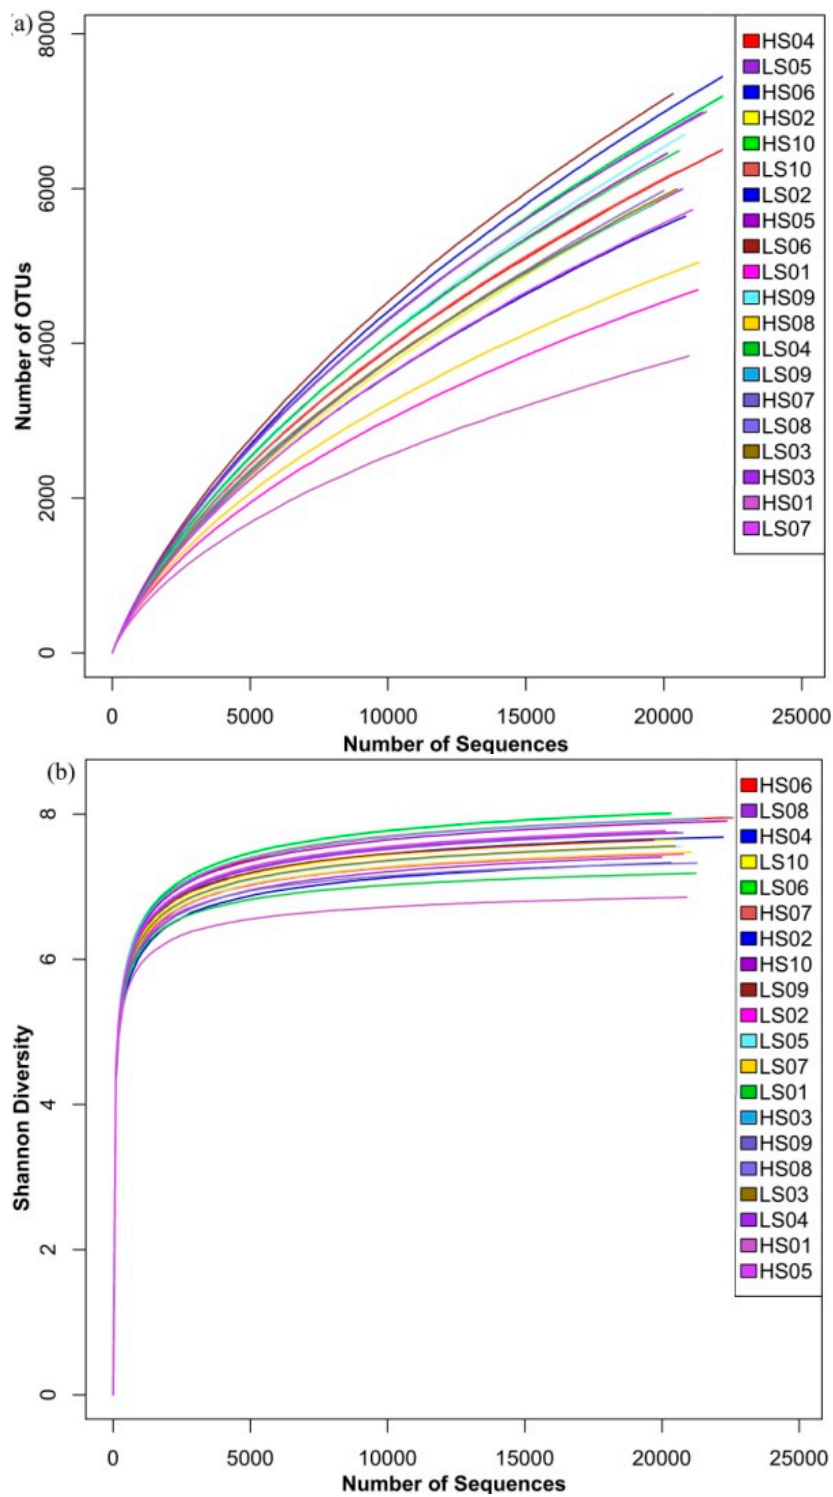 (a)
8000
6000
4000
2000
0
Number of OTUs
0 5000 10000 15000 20000 25000
Number of Sequences
HS04
LS05
HS06
HS02
HS10
LS10
LS02
HS05
LS06
LS01
HS09
HS08
LS04
LS09
HS07
LS08
LS03
HS03
HS01
LS07
(b)
8
6
4
2
0
Shannon Diversity
0 5000 10000 15000 20000 25000
Number of Sequences
HS06
LS08
HS04
LS10
LS06
HS07
HS02
HS10
LS09
LS02
LS05
LS07
LS01
HS03
HS09
HS08
LS03
LS04
HS01
HS05